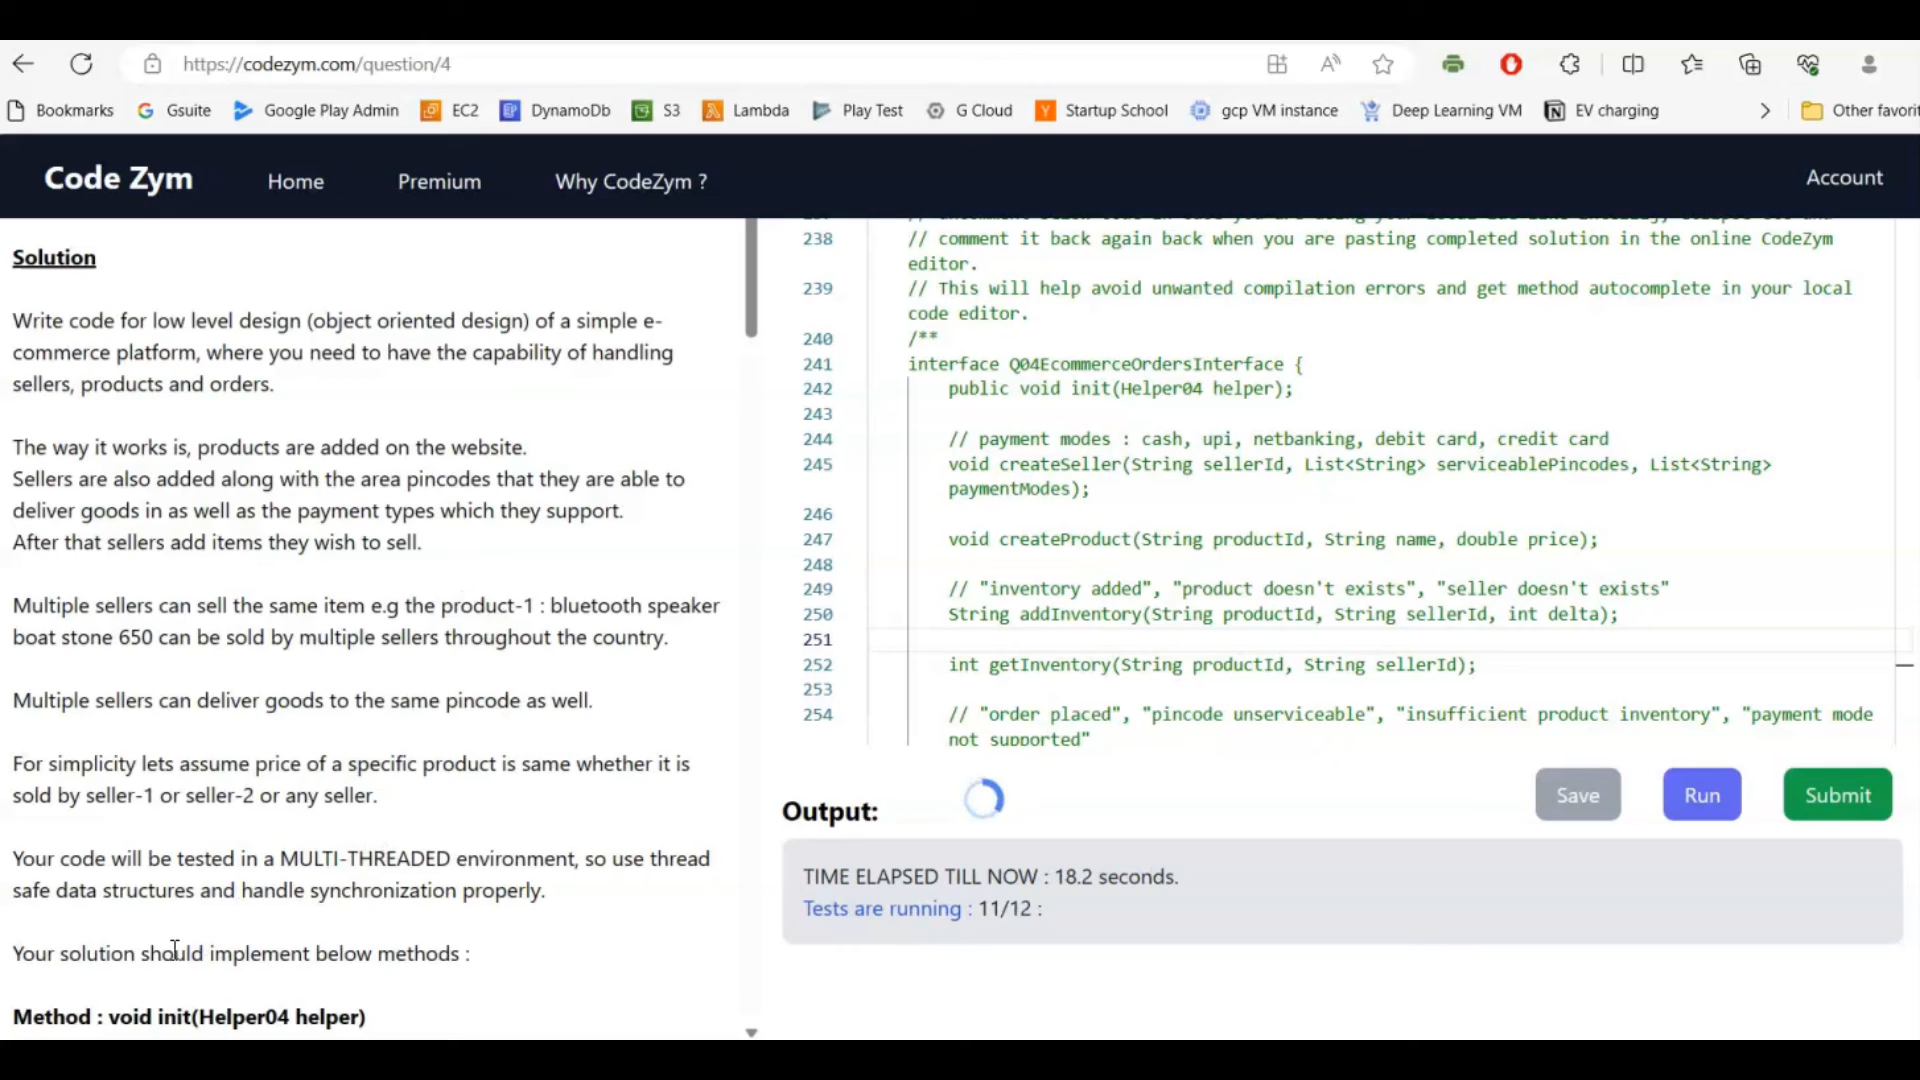 https://codezym.com/question/4
Bookmarks Gsuite Google Play Admin EC2 DynamoDb S3 Lambda Play Test G Cloud Startup School gcp VM instance Deep Learning VM EV charging Other favori
Code Zym Home Premium Why CodeZym ? Account
Solution
Write code for low level design (object oriented design) of a simple e-
commerce platform, where you need to have the capability of handling
sellers, products and orders.
The way it works is, products are added on the website.
Sellers are also added along with the area pincodes that they are able to
deliver goods in as well as the payment types which they support.
After that sellers add items they wish to sell.
Multiple sellers can sell the same item e.g the product-1 : bluetooth speaker
boat stone 650 can be sold by multiple sellers throughout the country.
Multiple sellers can deliver goods to the same pincode as well.
For simplicity lets assume price of a specific product is same whether it is
sold by seller-1 or seller-2 or any seller.
Your code will be tested in a MULTI-THREADED environment, so use thread
safe data structures and handle synchronization properly.
Your solution should implement below methods :
Method : void init(Helper04 helper)
238 // comment it back again back when you are pasting completed solution in the online CodeZym
editor.
239 // This will help avoid unwanted compilation errors and get method autocomplete in your local
code editor.
240 /**
241 interface Q04EcommerceOrdersInterface {
242 public void init(Helper04 helper);
243
244 // payment modes : cash, upi, netbanking, debit card, credit card
245 void createSeller(String sellerId, List<String> serviceablePincodes, List<String>
paymentModes);
246
247 void createProduct(String productId, String name, double price);
248
249 // "inventory added", "product doesn't exists", "seller doesn't exists"
250 String addInventory(String productId, String sellerId, int delta);
251
252 int getInventory(String productId, String sellerId);
253
254 // "order placed", "pincode unserviceable", "insufficient product inventory", "payment mode
not supported"
Output: Save Run Submit
TIME ELAPSED TILL NOW : 18.2 seconds.
Tests are running : 11/12 :